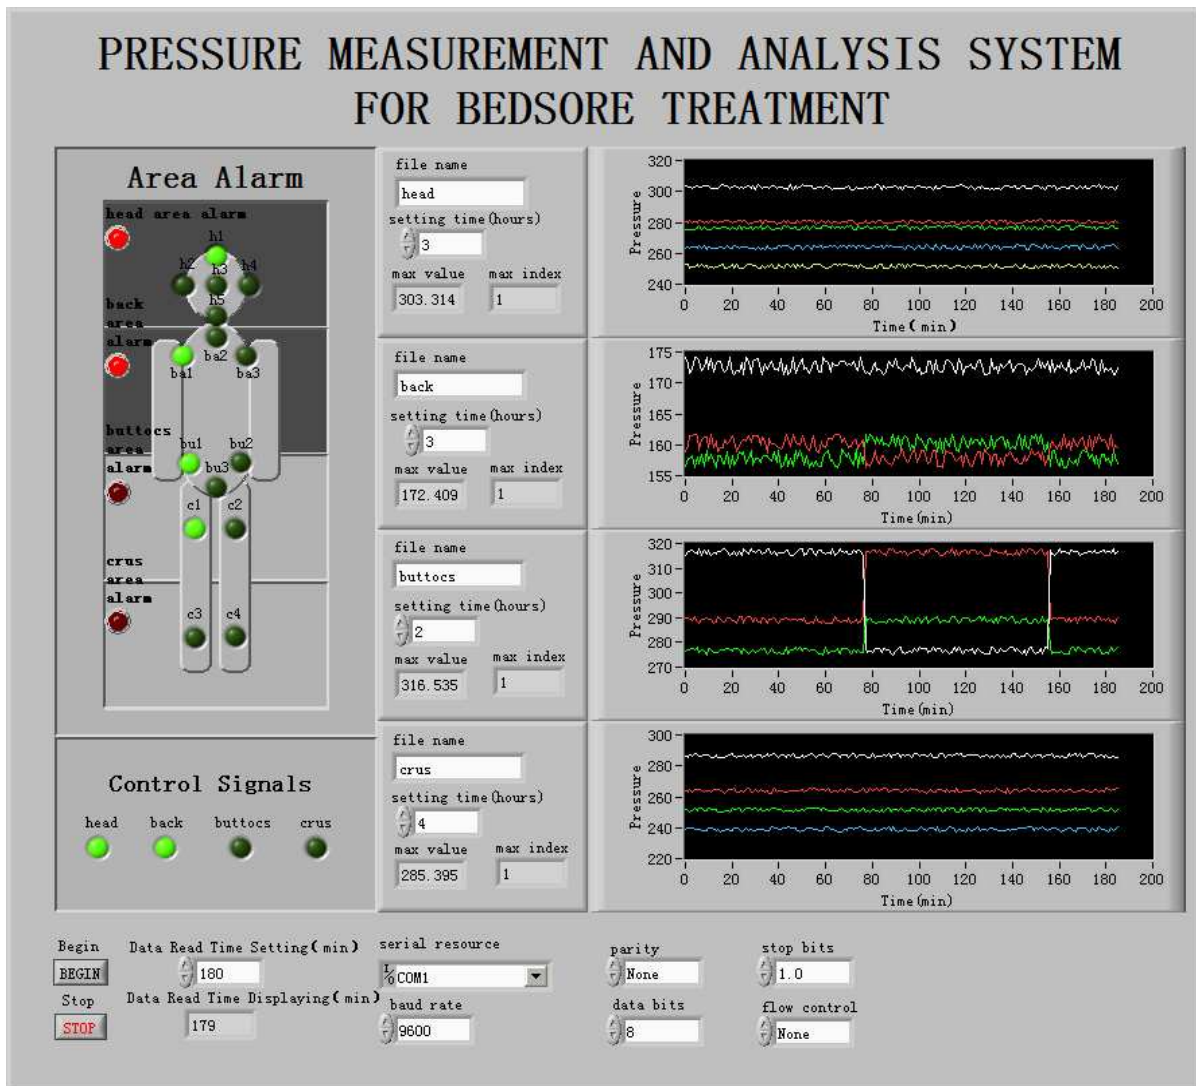 PRESSURE MEASUREMENT AND ANALYSIS SYSTEM
FOR BEDSORE TREATMENT
Area Alarm
head area alarm
h1
h2
h3
h4
h5
back
area
alarm
ba2
ba1
ba3
buttocs
area
alarm
bu1
bu2
bu3
c1
c2
crus
area
alarm
c3
c4
Control Signals
head
back
buttocs
crus
file name
head
setting time(hours)
3
max value
max index
303.314
1
320
300
280
260
240
Pressure
0 20 40 60 80 100 120 140 160 180 200
Time(min)
file name
back
setting time(hours)
3
max value
max index
172.409
1
175
170
165
160
155
Pressure
0 20 40 60 80 100 120 140 160 180 200
Time(min)
file name
buttocs
setting time(hours)
2
max value
max index
316.535
1
320
310
300
290
280
270
Pressure
0 20 40 60 80 100 120 140 160 180 200
Time(min)
file name
crus
setting time(hours)
4
max value
max index
285.395
1
300
280
260
240
220
Pressure
0 20 40 60 80 100 120 140 160 180 200
Time(min)
Begin
BEGIN
Stop
STOP
Data Read Time Setting(min)
180
Data Read Time Displaying(min)
179
serial resource
I/O COM1
baud rate
9600
parity
None
data bits
8
stop bits
1.0
flow control
None